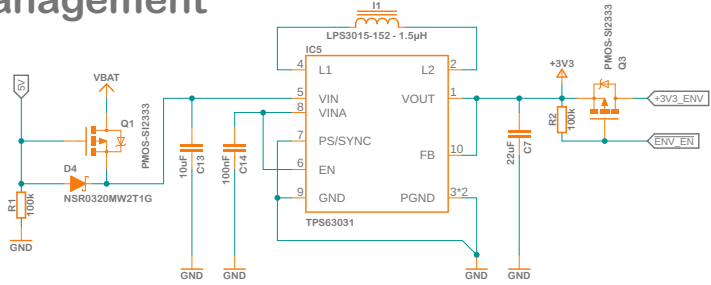 anagement
I1
LPS3015-152 - 1.5µH
IC5
4 L1 L2 2
5 VIN VOUT 1
8 VINA
7 PS/SYNC
FB 10
6 EN
9 GND PGND 3*2
TPS63031
5V
VBAT
Q1
PMOS-SI2333
D4
NSR0320MW2T1G
R1
100k
GND
10uF
C13
GND
100nF
C14
GND
GND
22uF
C7
GND
+3V3
R2
100k
PMOS-SI2333
Q3
+3V3_ENV
ENV_EN